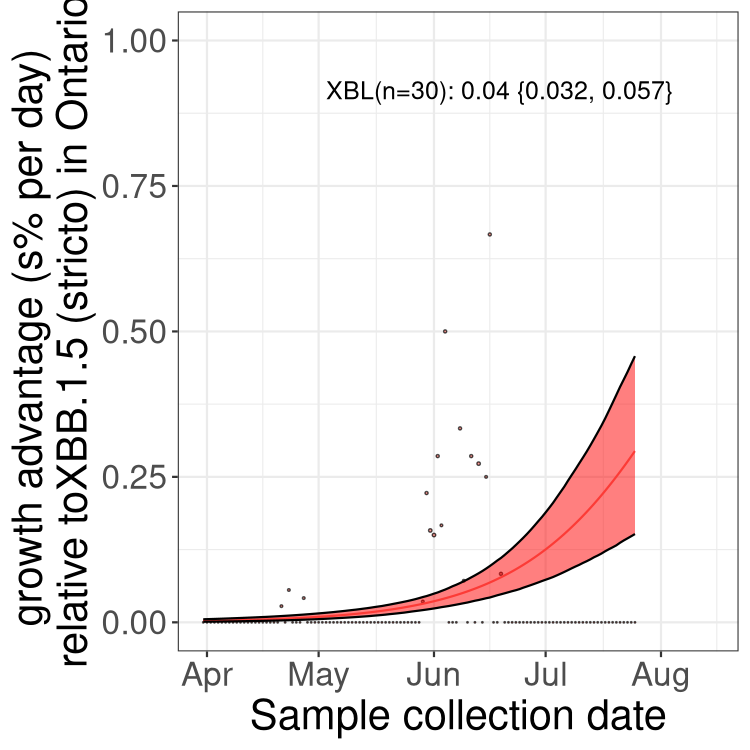 growth advantage (s% per day)
relative toXBB.1.5 (stricto) in Ontario
1.00
0.75
0.50
0.25
0.00
XBL(n=30): 0.04 {0.032, 0.057}
Apr May Jun Jul Aug
Sample collection date